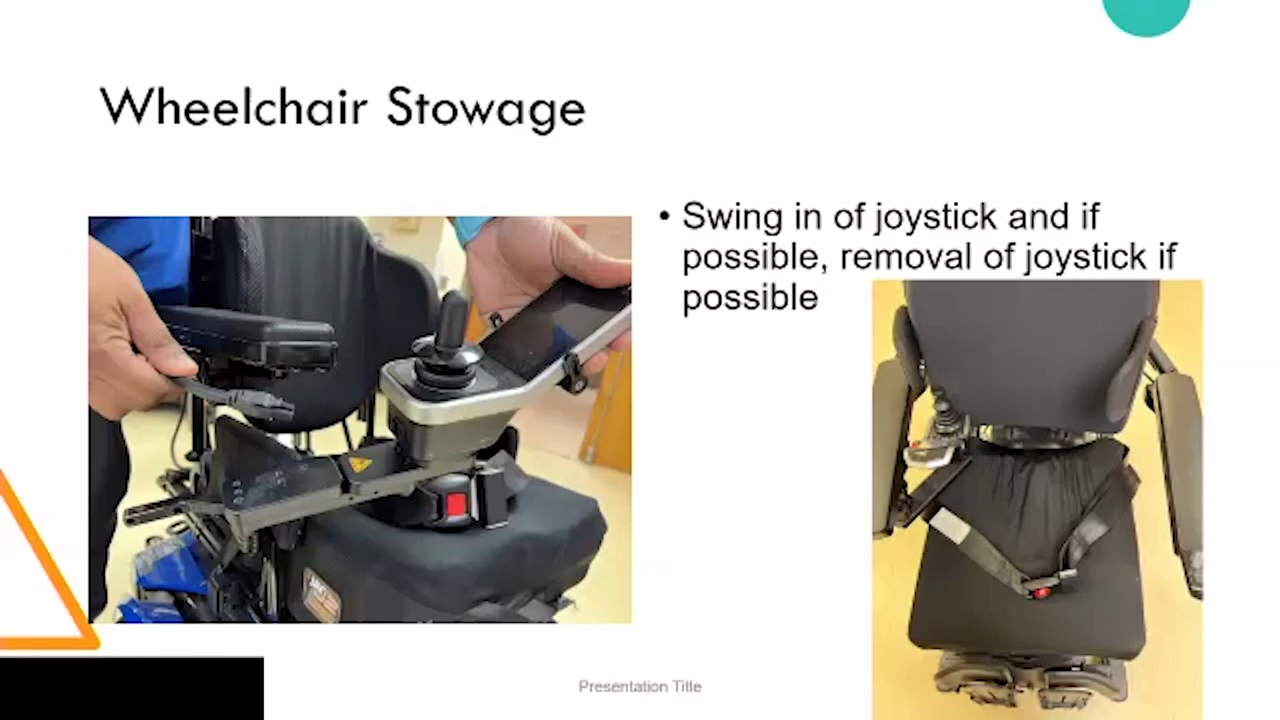 Wheelchair Stowage
• Swing in of joystick and if
possible, removal of joystick if
possible
Presentation Title